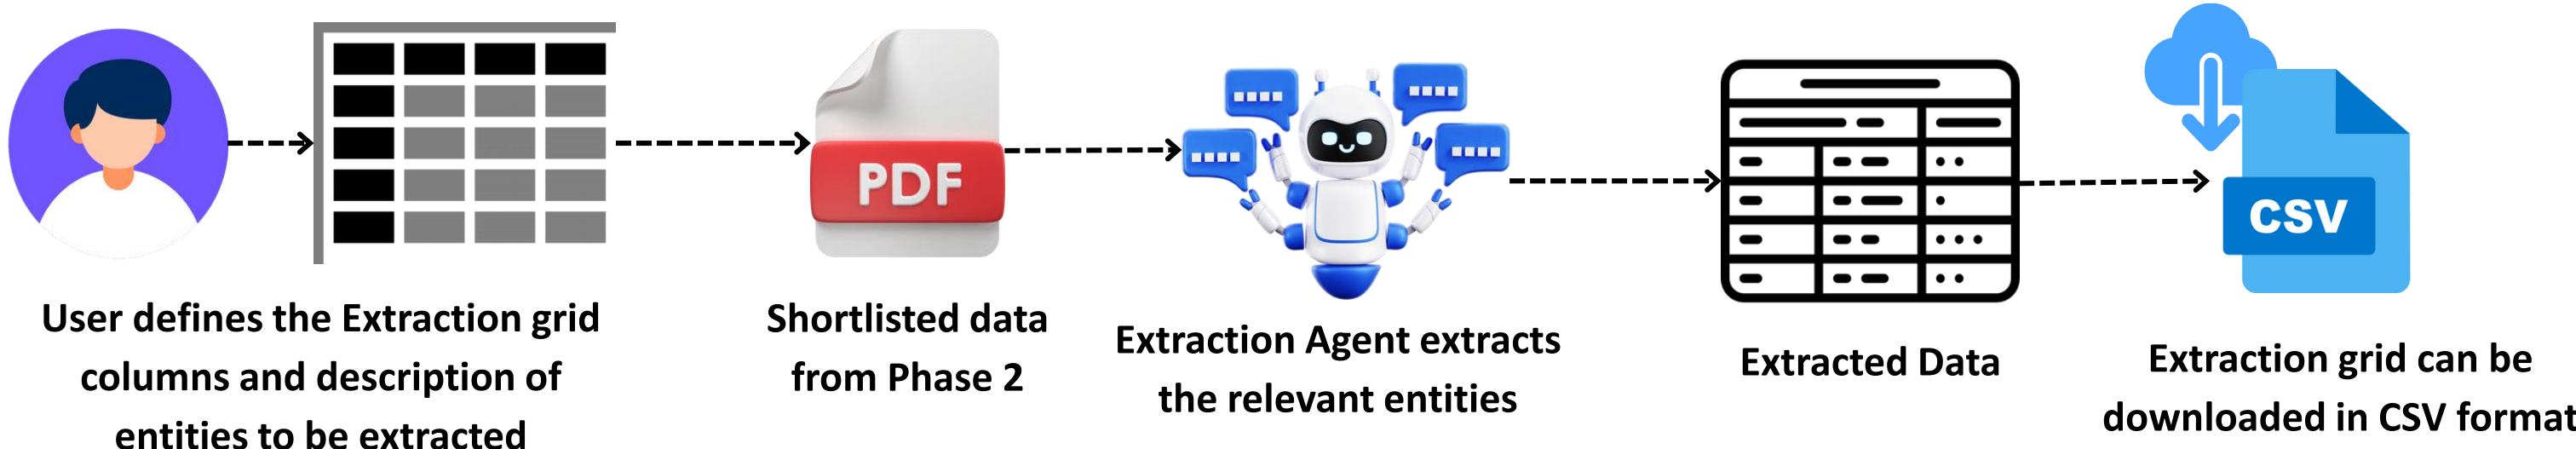 User defines the Extraction grid
columns and description of
entities to be extracted
PDF
Shortlisted data
from Phase 2
Extraction Agent extracts
the relevant entities
Extracted Data
CSV
Extraction grid can be
downloaded in CSV format